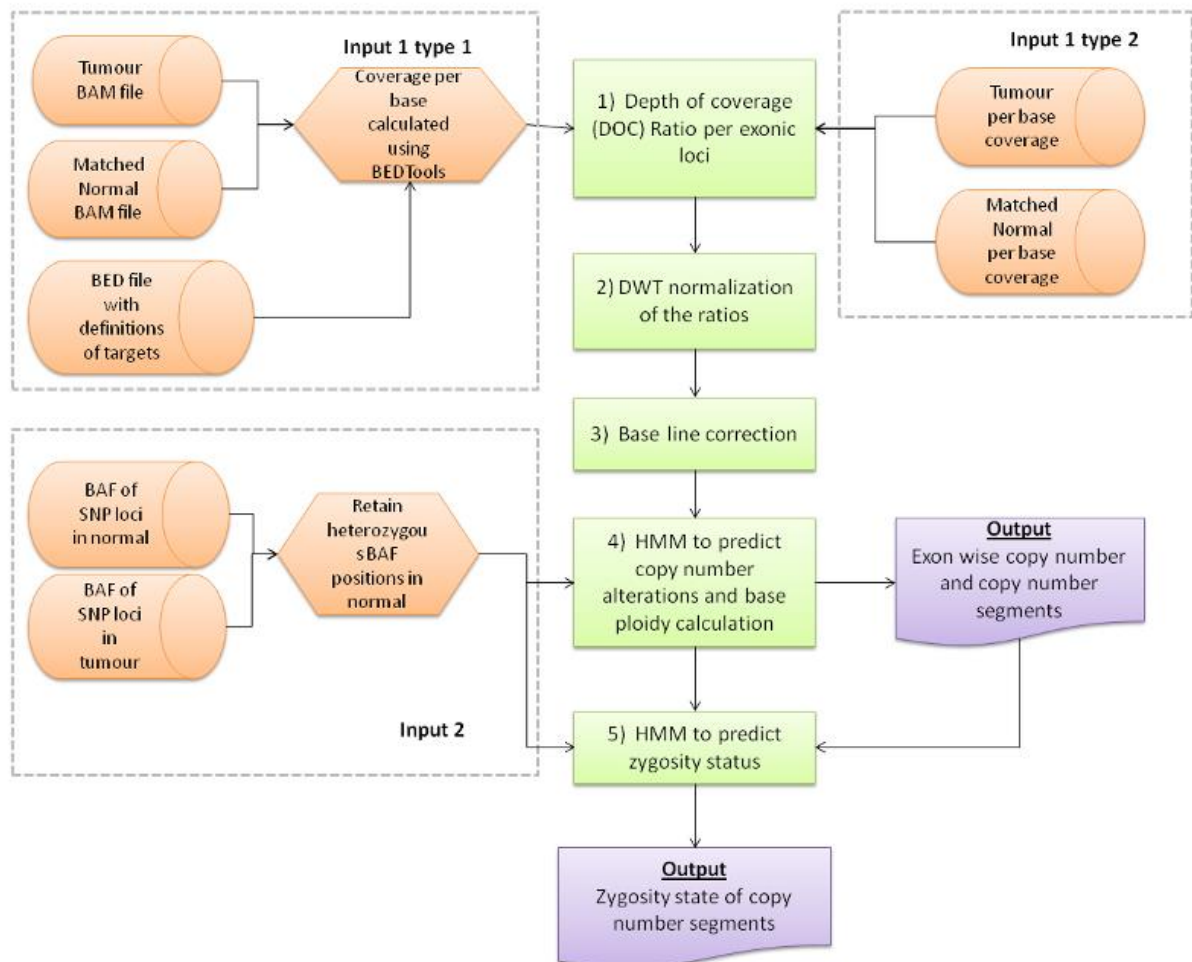 Input 1 type 1
Tumour
BAM file
Matched
Normal
BAM file
BED file
with
definitions
of targets
Coverage per
base
calculated
using
BEDTools
1) Depth of coverage
(DOC) Ratio per exonic
loci
Input 1 type 2
Tumour
per base
coverage
Matched
Normal
per base
coverage
2) DWT normalization
of the ratios
3) Base line correction
BAF of
SNP loci
in normal
BAF of
SNP loci
in
tumour
Retain
heterozygou
s BAF
positions in
normal
Input 2
4) HMM to predict
copy number
alterations and base
ploidy calculation
Output
Exon wise copy number
and copy number
segments
5) HMM to predict
zygosity status
Output
Zygosity state of copy
number segments